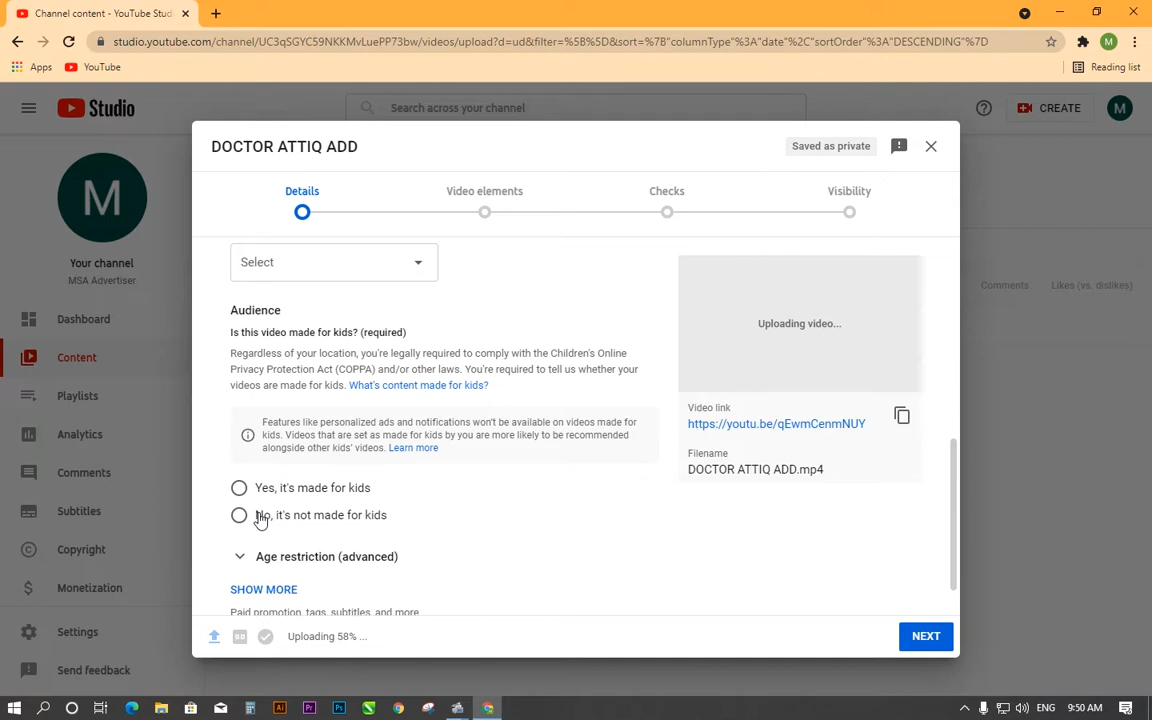 Channel content - YouTube Stud
studio.youtube.com/channel/UC3qSGYC59NKKMvLuePP73bw/videos/upload?d=ud&filter=%5B%5D&sort=%7B"columnType"%3A"date"%2C"sortOrder"%3A"DESCENDING"%7D
M
Apps
YouTube
Reading list
Studio
Search across your channel
CREATE
M
M
Your channel
MSA Advertiser
Dashboard
Content
Playlists
Analytics
Comments
Subtitles
Copyright
Monetization
Settings
Send feedback
Comments
Likes (vs. dislikes)
DOCTOR ATTIQ ADD
Saved as private
Details
Video elements
Checks
Visibility
Select
Audience
Is this video made for kids? (required)
Regardless of your location, you're legally required to comply with the Children's Online
Privacy Protection Act (COPPA) and/or other laws. You're required to tell us whether your
videos are made for kids. What's content made for kids?
Features like personalized ads and notifications won't be available on videos made for
kids. Videos that are set as made for kids by you are more likely to be recommended
alongside other kids' videos. Learn more
Yes, it's made for kids
No, it's not made for kids
Age restriction (advanced)
SHOW MORE
Paid promotion, tags, subtitles, and more
Uploading video...
Video link
https://youtu.be/qEwmCenmNUY
Filename
DOCTOR ATTIQ ADD.mp4
Uploading 58% ...
NEXT
Ai
Pr
Ps
9:50 AM